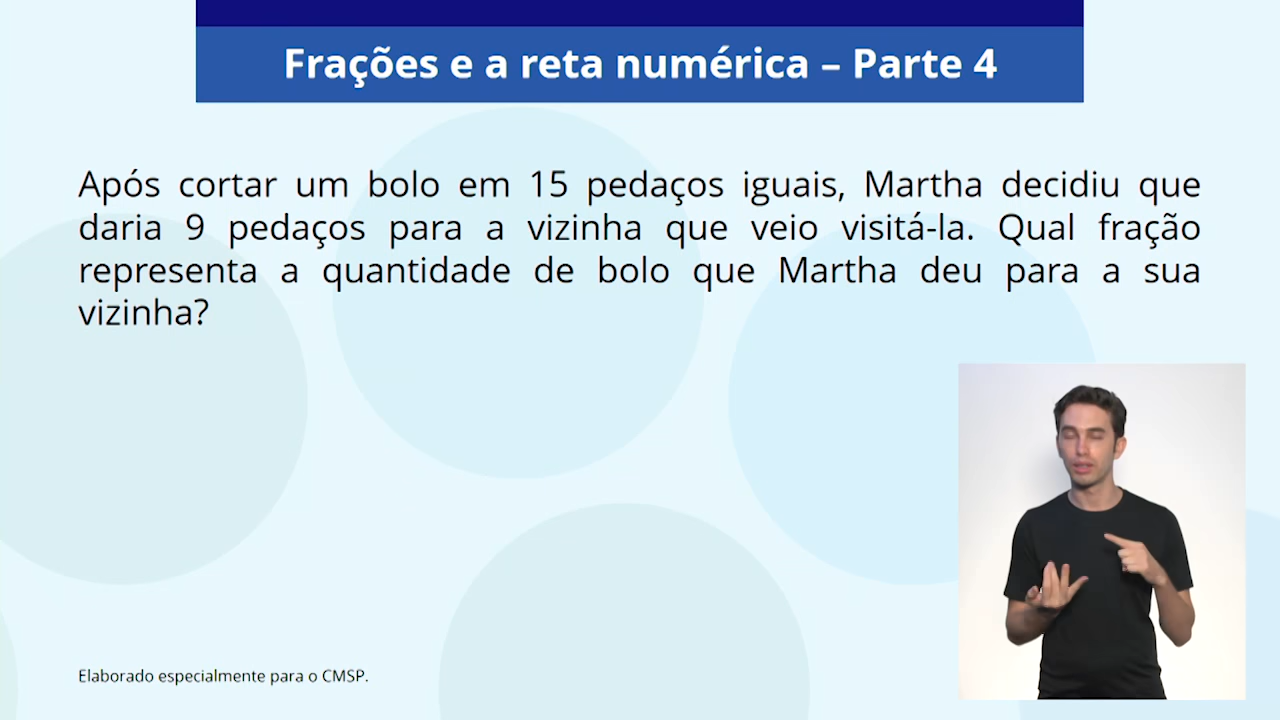 Frações e a reta numérica – Parte 4
Após cortar um bolo em 15 pedaços iguais, Martha decidiu que
daria 9 pedaços para a vizinha que veio visitá-la. Qual fração
representa a quantidade de bolo que Martha deu para a sua
vizinha?
Elaborado especialmente para o CMSP.